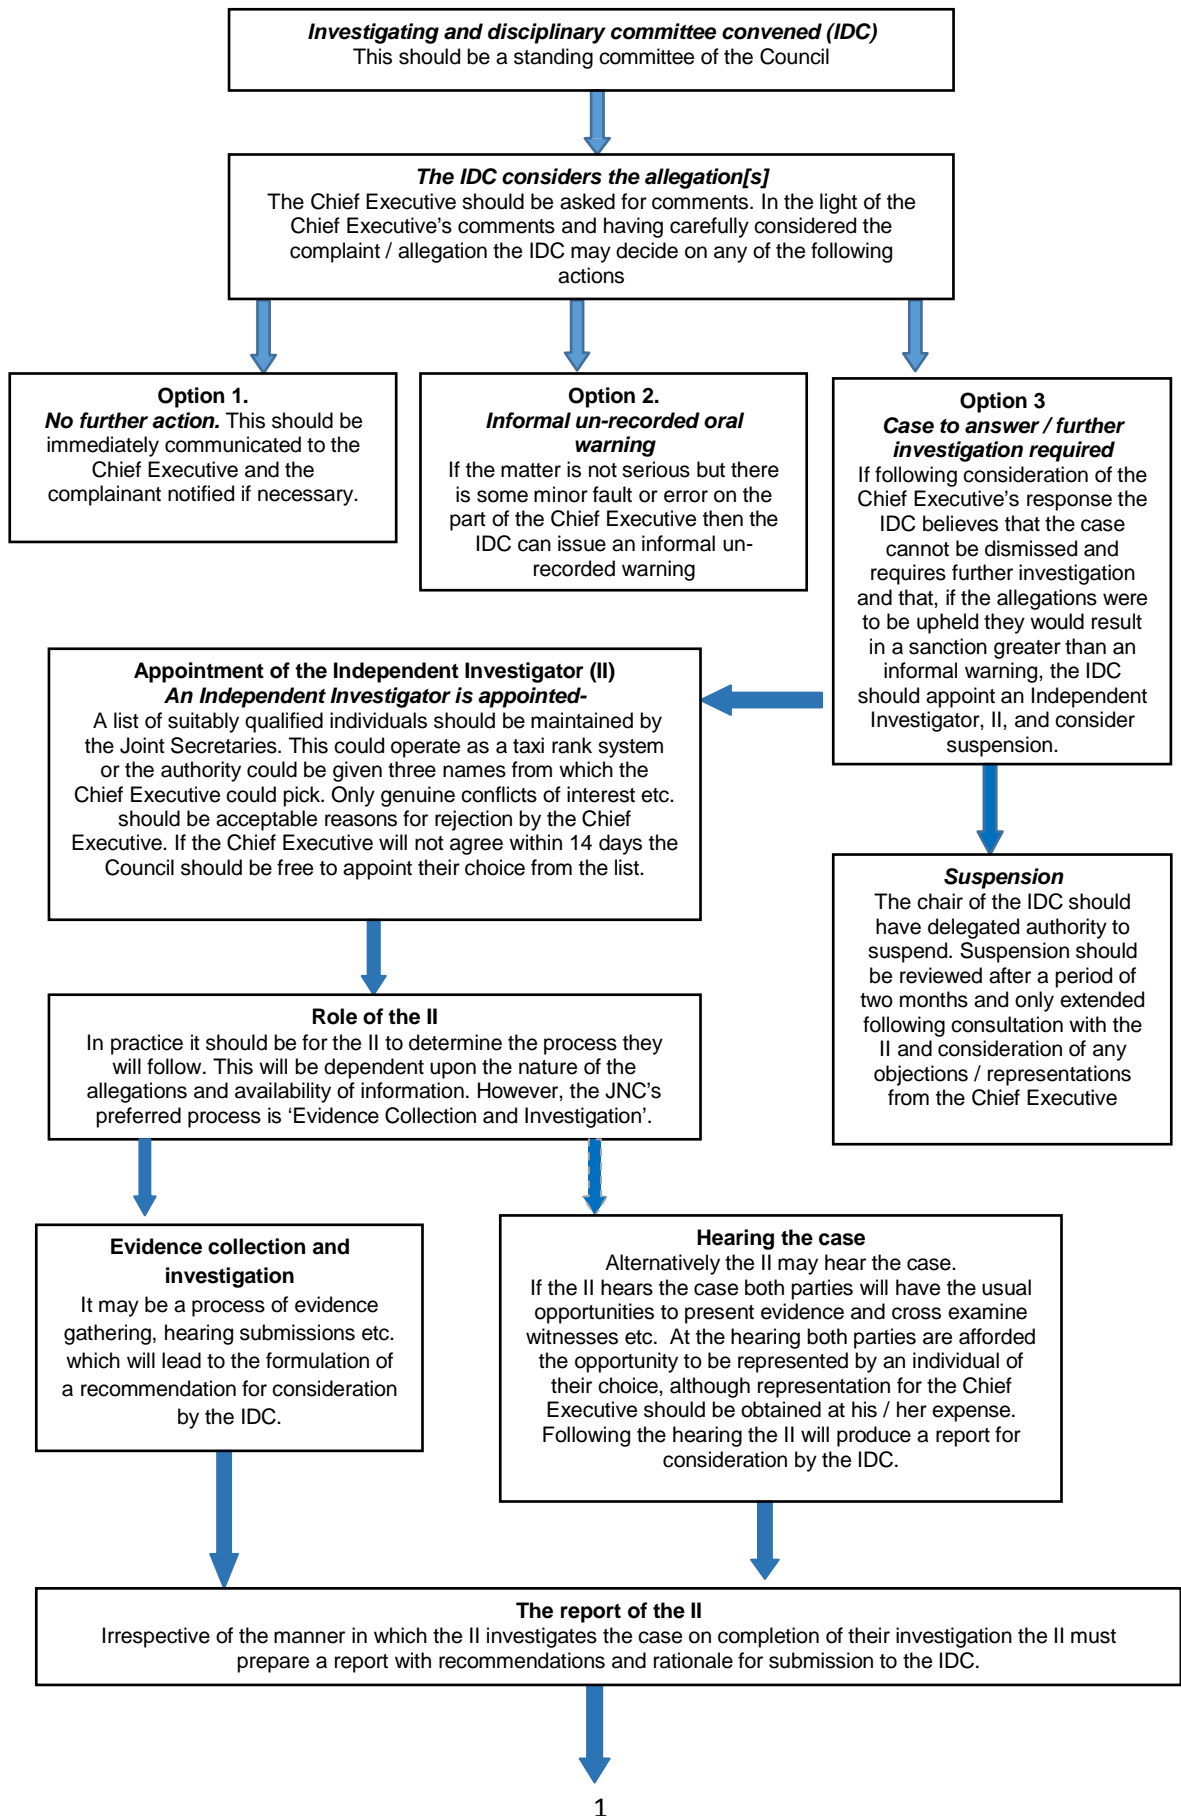 Investigating and disciplinary committee convened (IDC)
This should be a standing committee of the Council
The IDC considers the allegation[s]
The Chief Executive should be asked for comments. In the light of the
Chief Executive's comments and having carefully considered the
complaint / allegation the IDC may decide on any of the following
actions
Option 1.
No further action. This should be
immediately communicated to the
Chief Executive and the
complainant notified if necessary.
Option 2.
Informal un-recorded oral
warning
If the matter is not serious but there
is some minor fault or error on the
part of the Chief Executive then the
IDC can issue an informal un-
recorded warning
Option 3
Case to answer / further
investigation required
If following consideration of the
Chief Executive's response the
IDC believes that the case
cannot be dismissed and
requires further investigation
and that, if the allegations were
to be upheld they would result
in a sanction greater than an
informal warning, the IDC
should appoint an Independent
Investigator, II, and consider
suspension.
Appointment of the Independent Investigator (II)
An Independent Investigator is appointed-
A list of suitably qualified individuals should be maintained by
the Joint Secretaries. This could operate as a taxi rank system
or the authority could be given three names from which the
Chief Executive could pick. Only genuine conflicts of interest etc.
should be acceptable reasons for rejection by the Chief
Executive. If the Chief Executive will not agree within 14 days the
Council should be free to appoint their choice from the list.
Suspension
The chair of the IDC should
have delegated authority to
suspend. Suspension should
be reviewed after a period of
two months and only extended
following consultation with the
II and consideration of any
objections / representations
from the Chief Executive
Role of the II
In practice it should be for the II to determine the process they
will follow. This will be dependent upon the nature of the
allegations and availability of information. However, the JNC's
preferred process is ‘Evidence Collection and Investigation’.
Evidence collection and
investigation
It may be a process of evidence
gathering, hearing submissions etc.
which will lead to the formulation of
a recommendation for consideration
by the IDC.
Hearing the case
Alternatively the II may hear the case.
If the II hears the case both parties will have the usual
opportunities to present evidence and cross examine
witnesses etc.  At the hearing both parties are afforded
the opportunity to be represented by an individual of
their choice, although representation for the Chief
Executive should be obtained at his / her expense.
Following the hearing the II will produce a report for
consideration by the IDC.
The report of the II
Irrespective of the manner in which the II investigates the case on completion of their investigation the II must
prepare a report with recommendations and rationale for submission to the IDC.
1